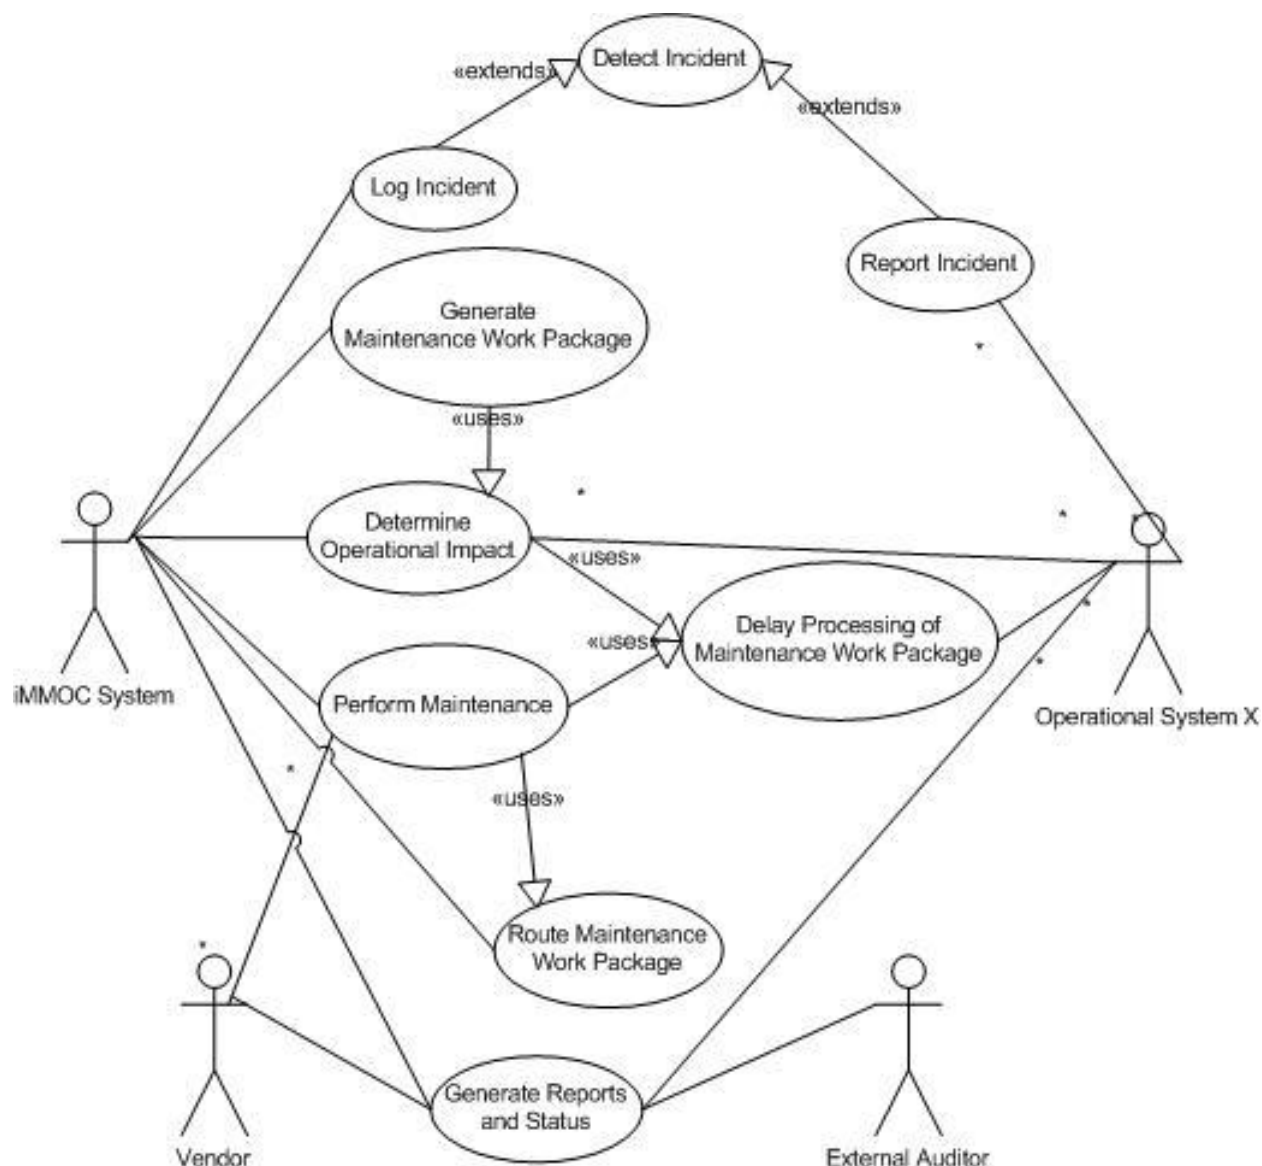 Detect Incident
«extends»
«extends»
Log Incident
Report Incident
Generate
Maintenance Work Package
*
«uses»
*
Determine
Operational Impact
*
*
«uses»
*
Delay Processing of
Maintenance Work Package
«uses»
*
Perform Maintenance
iMMOC System
Operational System X
*
«uses»
Route Maintenance
Work Package
*
Generate Reports
and Status
Vendor
External Auditor